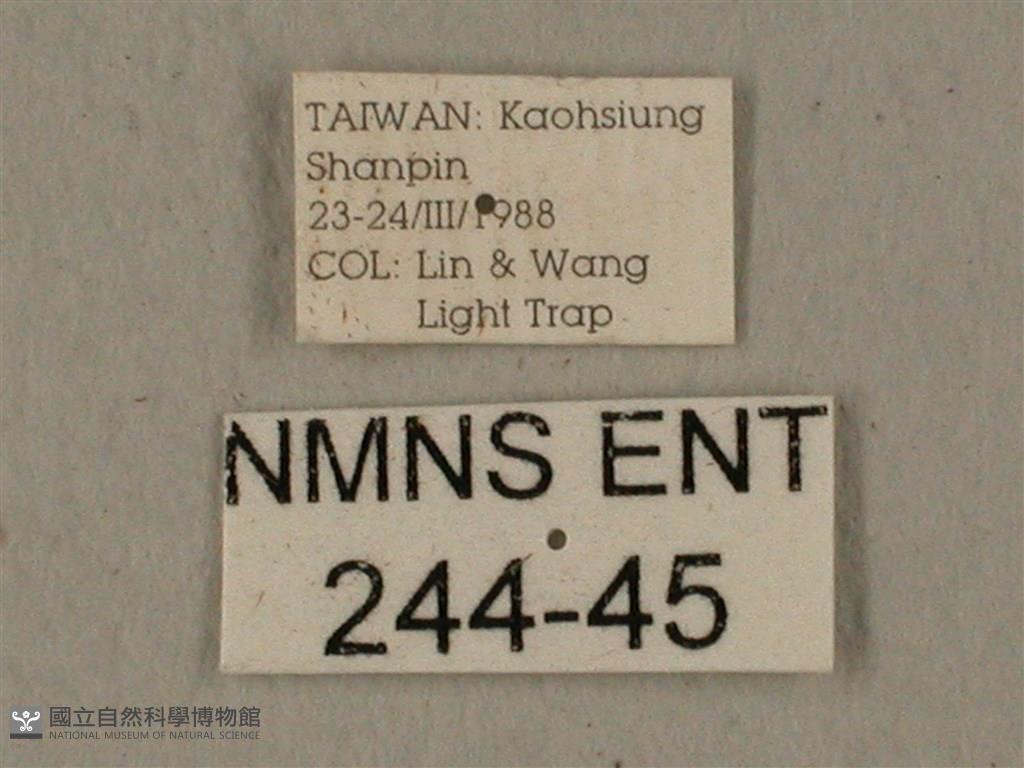 TAIWAN: Kaohsiung
Shanpin
23-24/III/1988
COL: Lin & Wang
Light Trap
NMNS ENT
244-45
國立自然科學博物館
NATIONAL MUSEUM OF NATURAL SCIENCE